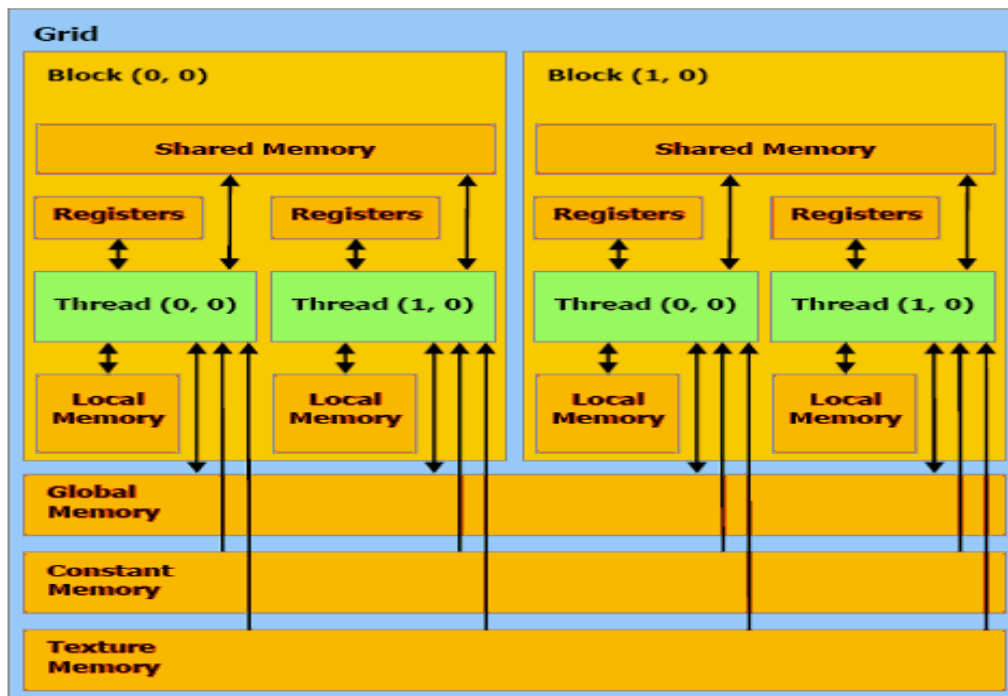 Grid
Block (0, 0)
Block (1, 0)
Shared Memory
Shared Memory
Registers
Registers
Registers
Registers
Thread (0, 0)
Thread (1, 0)
Thread (0, 0)
Thread (1, 0)
Local
Memory
Local
Memory
Local
Memory
Local
Memory
Global
Memory
Constant
Memory
Texture
Memory